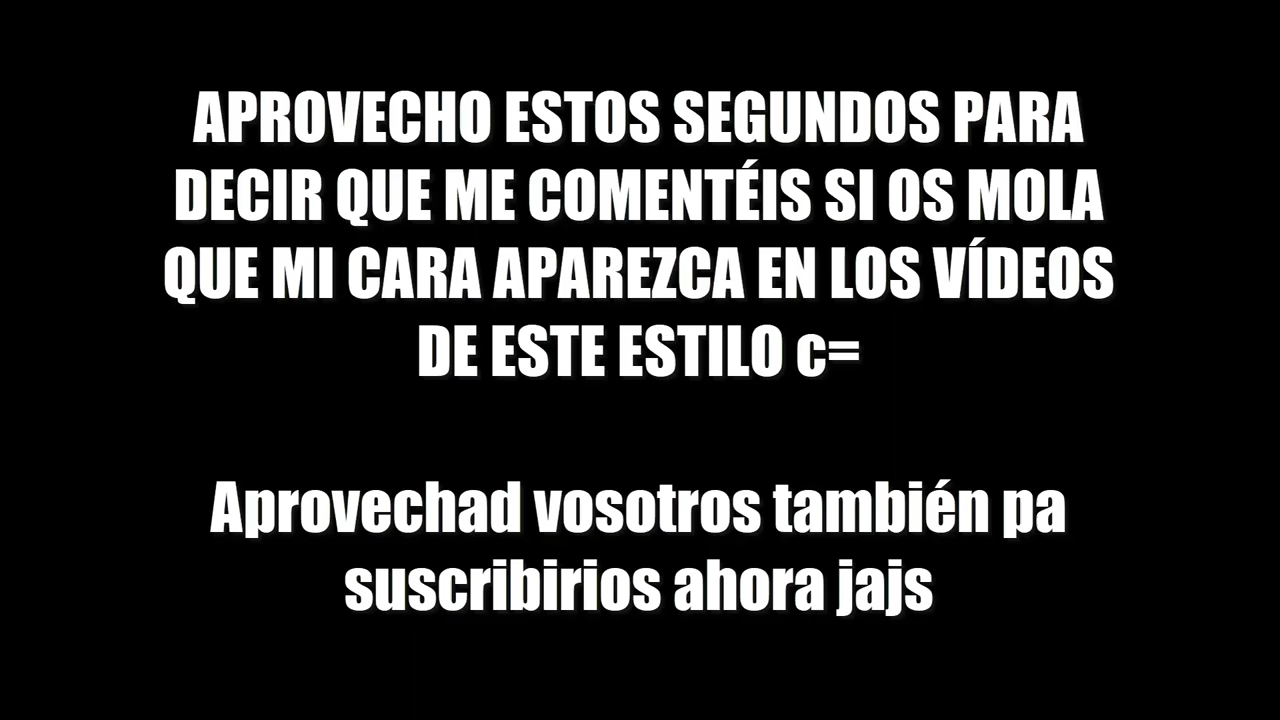 APROVECHO ESTOS SEGUNDOS PARA
DECIR QUE ME COMENTÉIS SI OS MOLA
QUE MI CARA APAREZCA EN LOS VÍDEOS
DE ESTE ESTILO c=
Aprovechad vosotros también pa
suscribirios ahora jajs